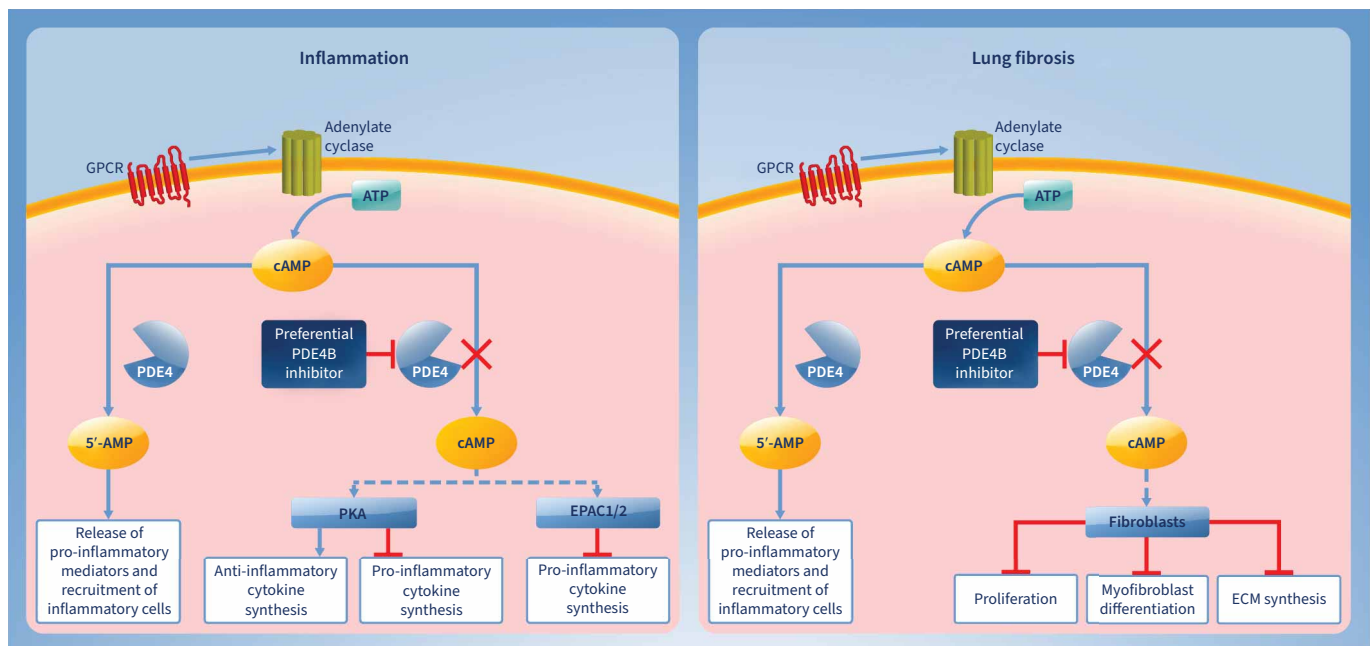 Inflammation
GPCR
Adenylate
cyclase
ATP
cAMP
PDE4
Preferential
PDE4B
inhibitor
PDE4
5′-AMP
cAMP
PKA
EPAC1/2
Release of
pro-inflammatory
mediators and
recruitment of
inflammatory cells
Anti-inflammatory
cytokine
synthesis
Pro-inflammatory
cytokine
synthesis
Pro-inflammatory
cytokine
synthesis
Lung fibrosis
GPCR
Adenylate
cyclase
ATP
cAMP
PDE4
Preferential
PDE4B
inhibitor
PDE4
5′-AMP
cAMP
Fibroblasts
Release of
pro-inflammatory
mediators and
recruitment of
inflammatory cells
Proliferation
Myofibroblast
differentiation
ECM synthesis